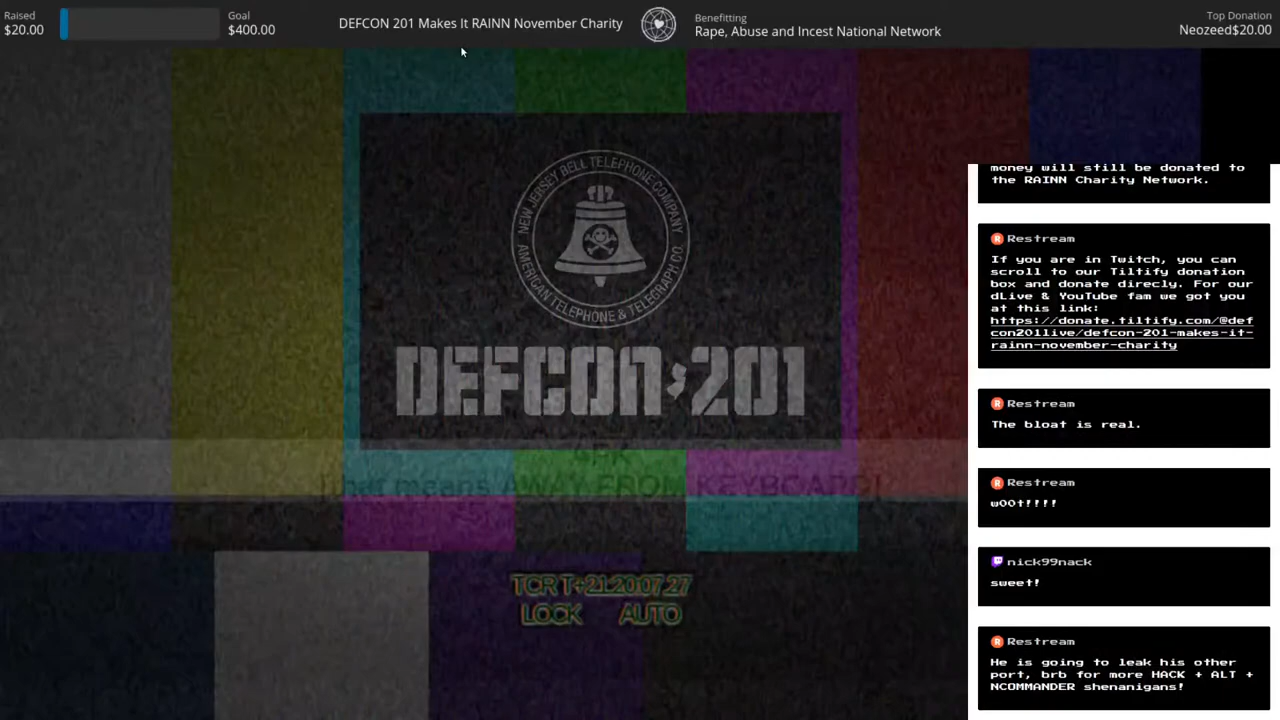 Raised
$20.00
Goal
$400.00
DEFCON 201 Makes It RAINN November Charity
Benefitting
Rape, Abuse and Incest National Network
Top Donation
Neozeed$20.00
NEW JERSEY BELL TELEPHONE COMPANY
AMERICAN TELEPHONE & TELEGRAPH CO.
DEFCON 201
AFK
[that means AWAY FROM KEYBOARD]
TCR T+21:20:07.27
LOCK AUTO
money will still be donated to
the RAINN Charity Network.
Restream
If you are in Twitch, you can
scroll to our Tiltify donation
box and donate direcly. For our
dLive & YouTube fam we got you
at this link:
https://donate.tiltify.com/@def
con201live/defcon-201-makes-it-
rainn-november-charity
Restream
The bloat is real.
Restream
w00t!!!!
nick99nack
sweet!
Restream
He is going to leak his other
port, brb for more HACK + ALT +
NCOMMANDER shenanigans!